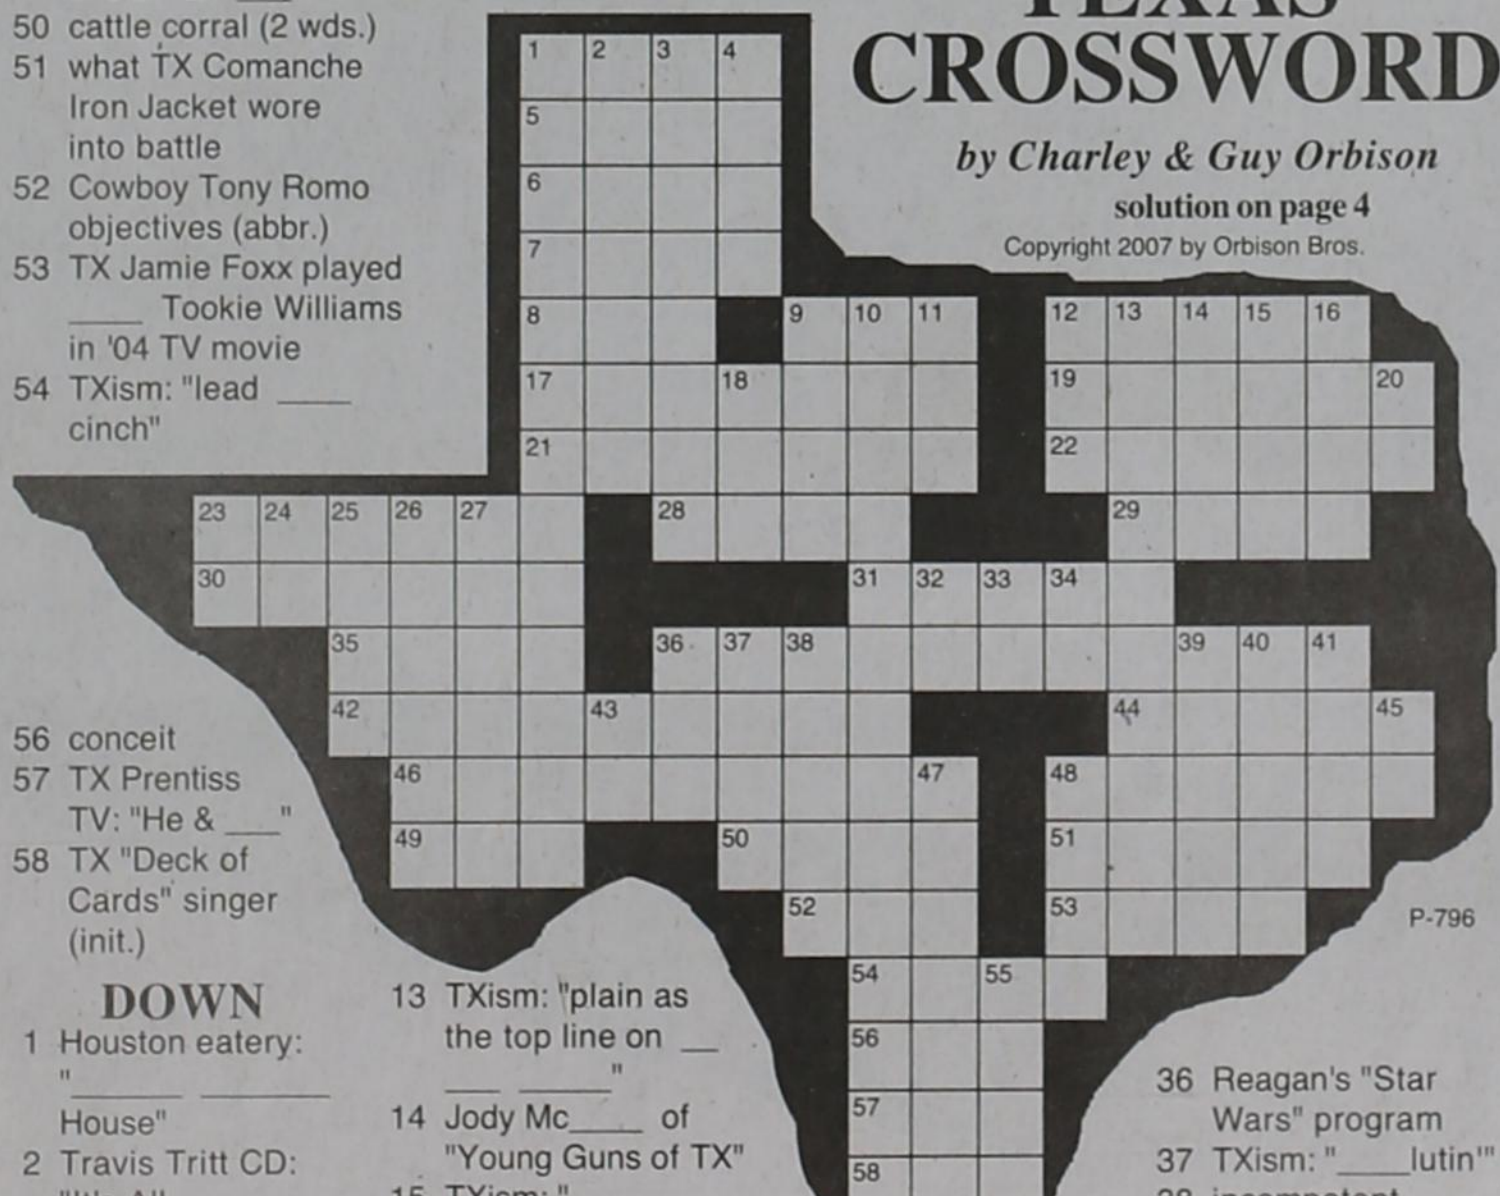 50 cattle corral (2 wds.)
51 what TX Comanche
Iron Jacket wore
into battle
52 Cowboy Tony Romo
objectives (abbr.)
53 TX Jamie Foxx played
____ Tookie Williams
in '04 TV movie
54 TXism: "lead ____
cinch"
56 conceit
57 TX Prentiss
TV: "He & ___"
58 TX "Deck of
Cards" singer
(init.)
DOWN
1 Houston eatery:
"______ _______
House"
2 Travis Tritt CD:
13 TXism: "plain as
the top line on __
___ _____"
14 Jody Mc____ of
"Young Guns of TX"
15 TXism: "
36 Reagan's "Star
Wars" program
37 TXism: "____lutin'"
38 incompetent
TEXAS
CROSSWORD
by Charley & Guy Orbison
solution on page 4
Copyright 2007 by Orbison Bros.
1 2 3 4
5
6
7
8 9 10 11 12 13 14 15 16
17 18 19 20
21 22
23 24 25 26 27 28 29
30 31 32 33 34
35 36 37 38 39 40 41
42 43 44 45
46 47 48
49 50 51
52 53
54 55
56
57
58
P-796